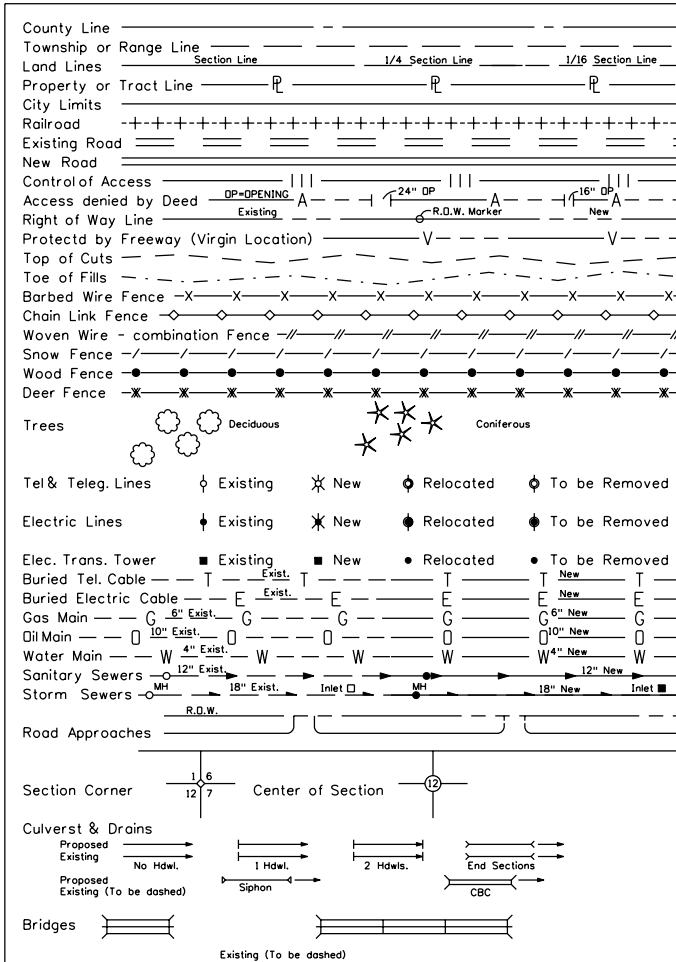 County Line
Township or Range Line
Land Lines Section Line 1/4 Section Line 1/16 Section Line
Property or Tract Line PL PL PL
City Limits
Railroad
Existing Road
New Road
Control of Access
Access denied by Deed OP=OPENING A 24" OP A 16" OP A
Right of Way Line Existing R.O.W. Marker New
Protectd by Freeway (Virgin Location) V V
Top of Cuts
Toe of Fills
Barbed Wire Fence X X X X X X X X X X X
Chain Link Fence
Woven Wire - combination Fence
Snow Fence
Wood Fence
Deer Fence
Trees Deciduous Coniferous
Tel & Teleg. Lines Existing New Relocated To be Removed
Electric Lines Existing New Relocated To be Removed
Elec. Trans. Tower Existing New Relocated To be Removed
Buried Tel. Cable T Exist. T T T New T
Buried Electric Cable E Exist. E E E New E
Gas Main G 6" Exist. G G G G 6" New G
Oil Main O 10" Exist. O O O O 10" New O
Water Main W 4" Exist. W W W W 4" New W
Sanitary Sewers 12" Exist. 12" New
Storm Sewers MH 18" Exist. Inlet MH 18" New Inlet
R.O.W.
Road Approaches
Section Corner 1 6 12 7 Center of Section 12
Culverst & Drains
Proposed
Existing
No Hdwl. 1 Hdwl. 2 Hdwls. End Sections
Proposed
Existing (To be dashed) Siphon CBC
Bridges
Existing (To be dashed)